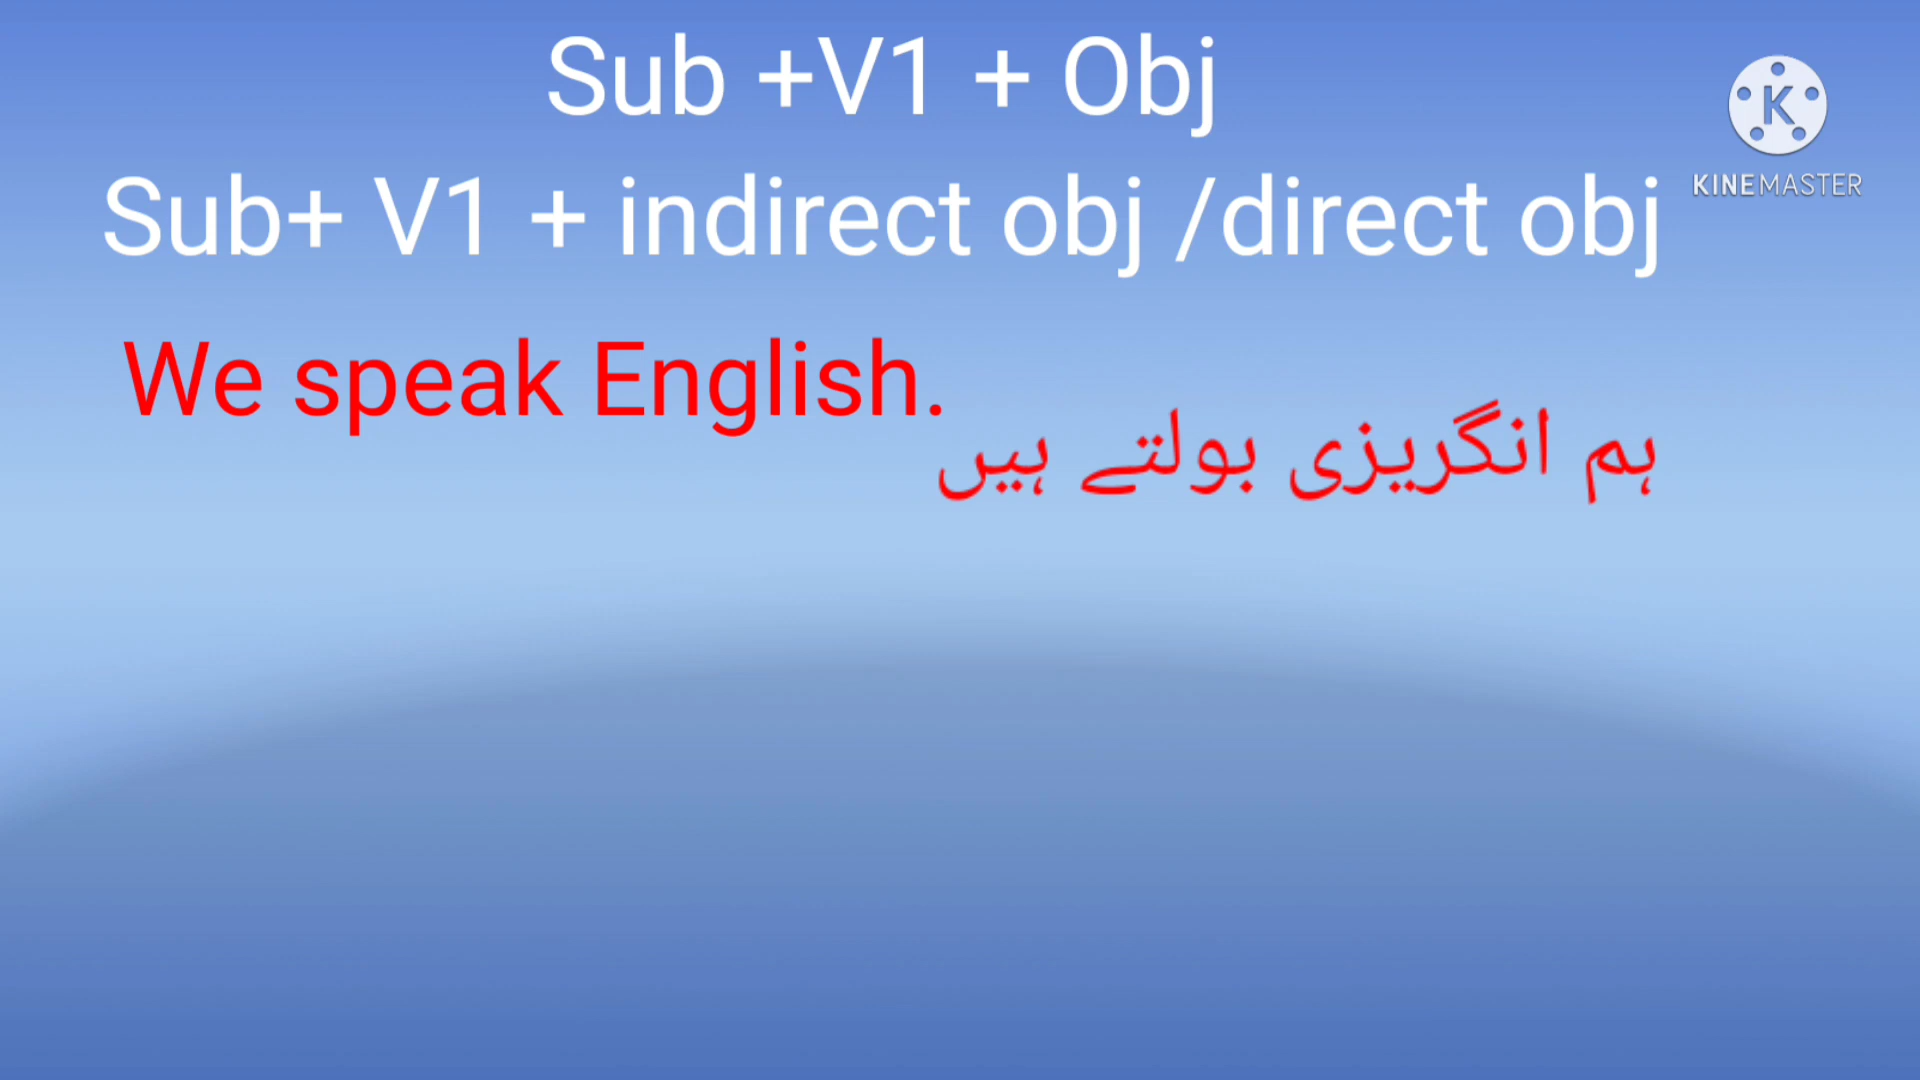 Sub +V1 + Obj
Sub+ V1 + indirect obj /direct obj
KINEMASTER
We speak English.
ہم انگریزی بولتے ہیں